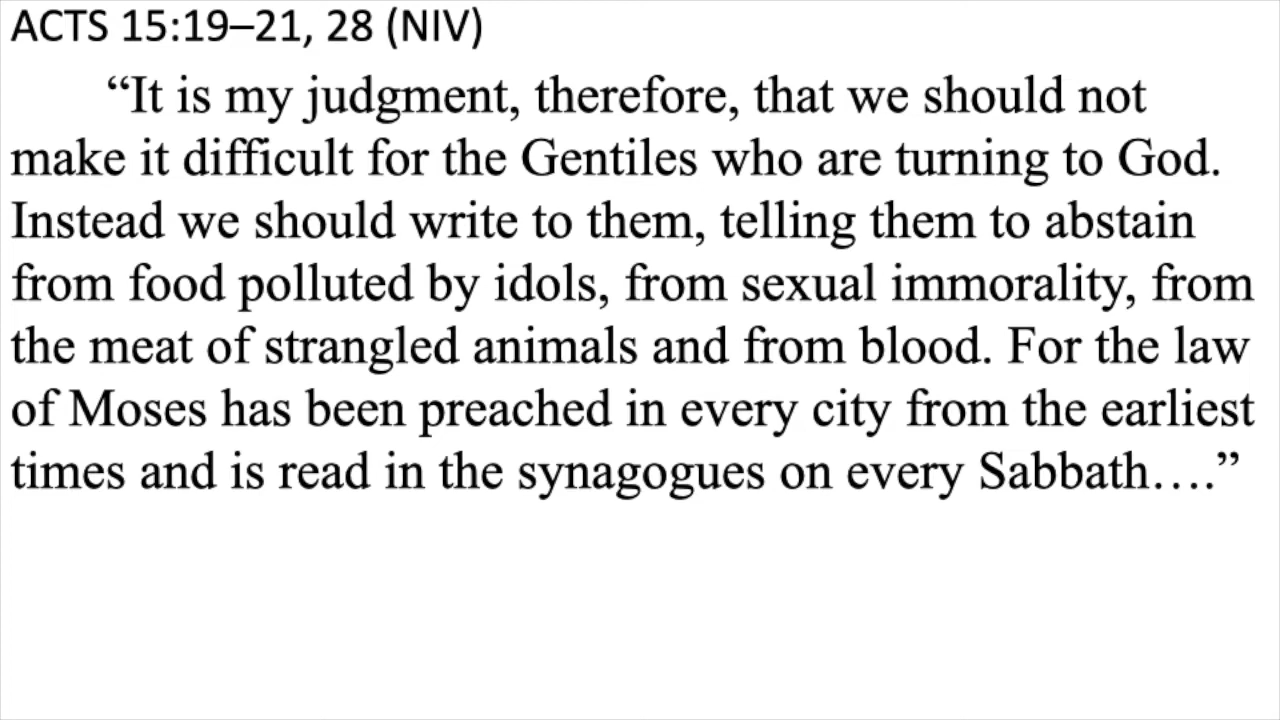 ACTS 15:19–21, 28 (NIV)
“It is my judgment, therefore, that we should not
make it difficult for the Gentiles who are turning to God.
Instead we should write to them, telling them to abstain
from food polluted by idols, from sexual immorality, from
the meat of strangled animals and from blood. For the law
of Moses has been preached in every city from the earliest
times and is read in the synagogues on every Sabbath….”